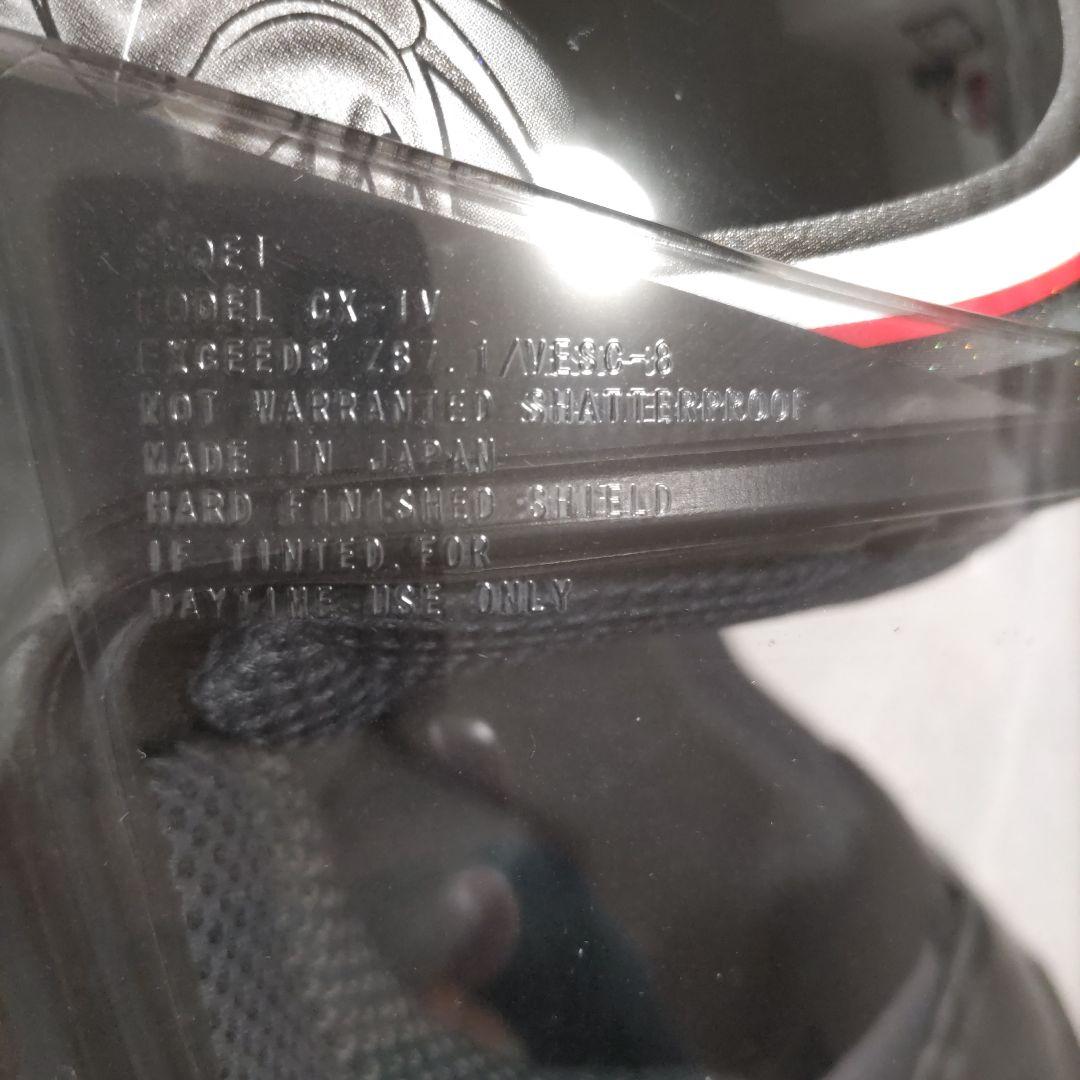 SHOEI
MODEL CX-1V
EXCEEDS Z87.1/VESC-8
NOT WARRANTED SHATTERPROOF
MADE IN JAPAN
HARD FINISHED SHIELD
IF TINTED.FOR
DAYTIME USE ONLY